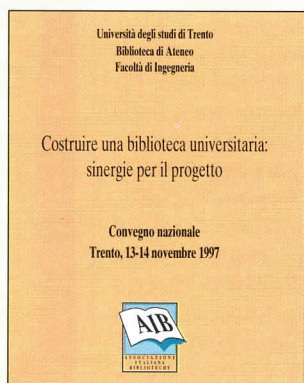 Università degli studi di Trento
Biblioteca di Ateneo
Facoltà di Ingegneria
Costruire una biblioteca universitaria:
sinergie per il progetto
Convegno nazionale
Trento, 13-14 novembre 1997
AIB
ASSOCIAZIONE
ITALIANA
BIBLIOTECHE